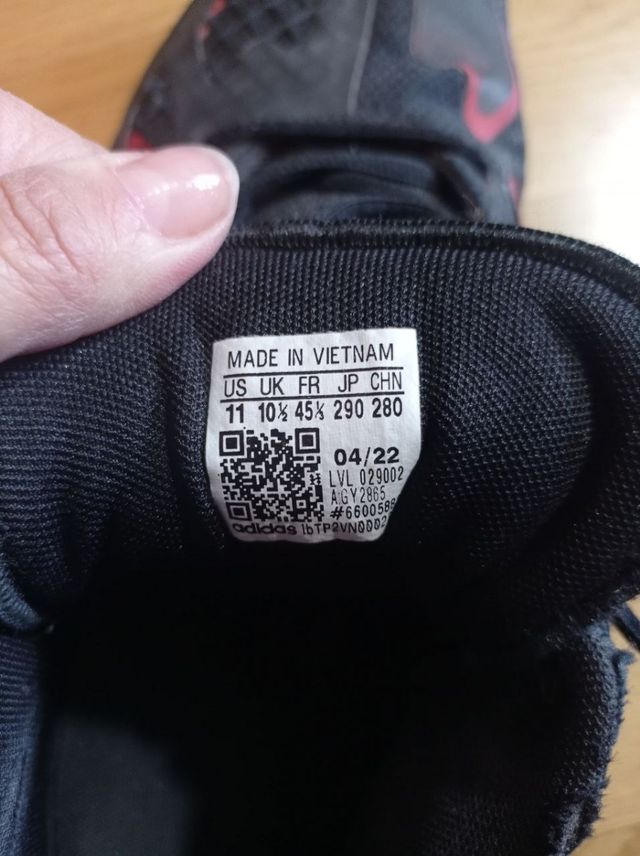 MADE IN VIETNAM
US UK FR JP CHN
11 10½ 45⅓ 290 280
04/22
LVL 029002
A:GY2865
#660058
adidas